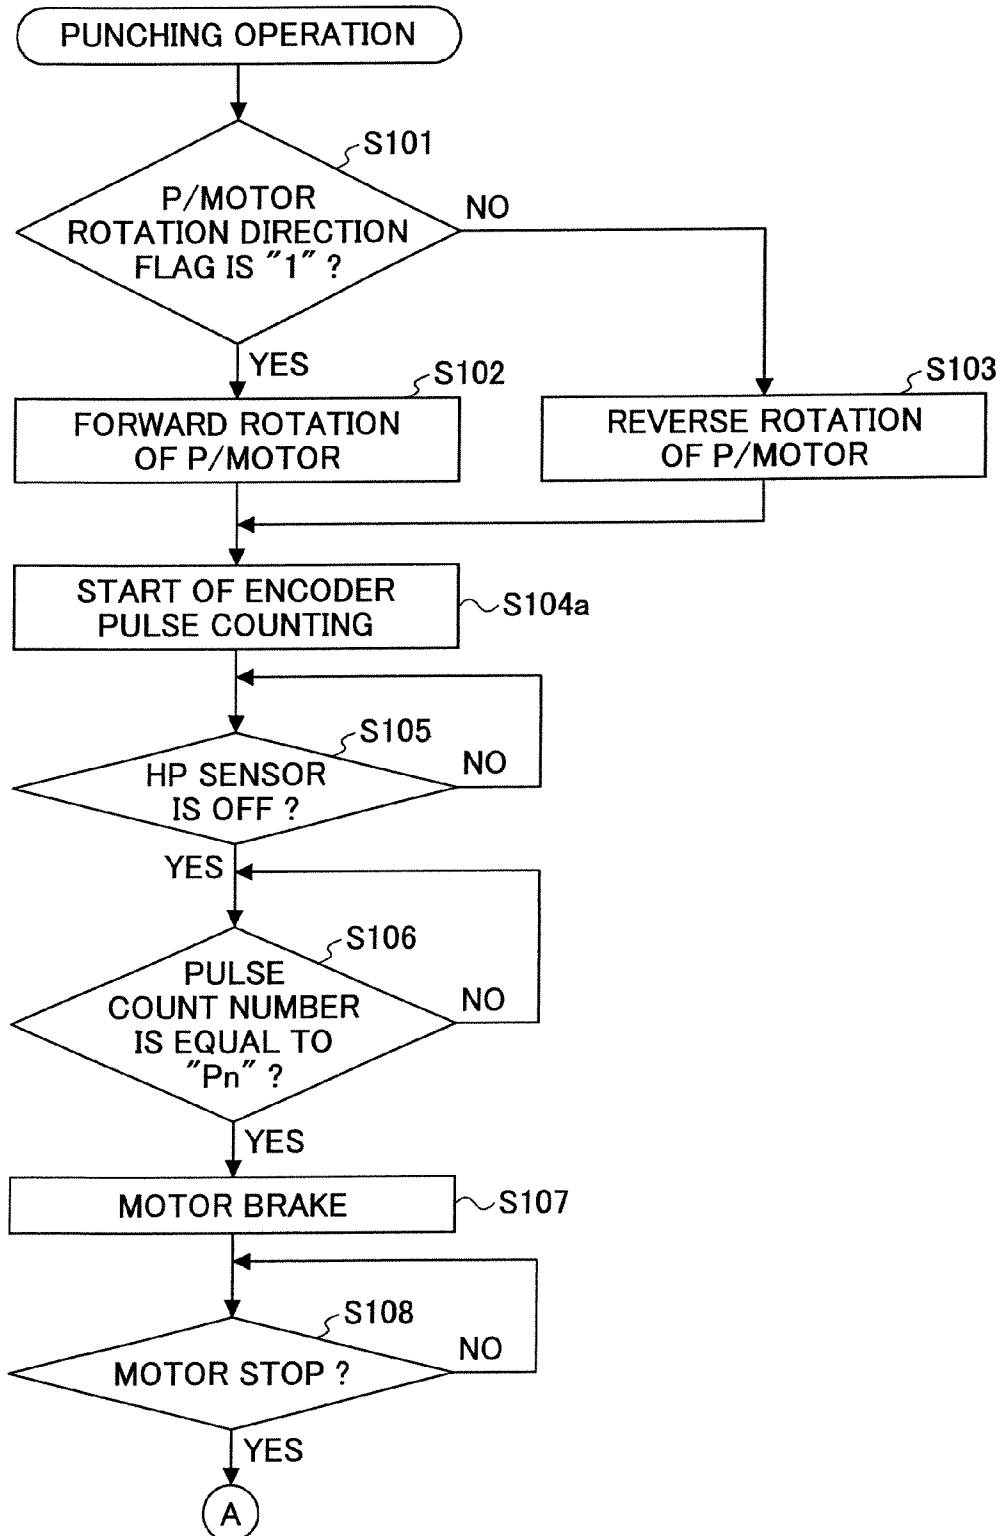 PUNCHING OPERATION
S101
P/MOTOR
ROTATION DIRECTION
FLAG IS "1" ?
NO
YES
S102
FORWARD ROTATION
OF P/MOTOR
S103
REVERSE ROTATION
OF P/MOTOR
START OF ENCODER
PULSE COUNTING
S104a
S105
HP SENSOR
IS OFF ?
NO
YES
S106
PULSE
COUNT NUMBER
IS EQUAL TO
"Pn" ?
NO
YES
MOTOR BRAKE
S107
S108
MOTOR STOP ?
NO
YES
A